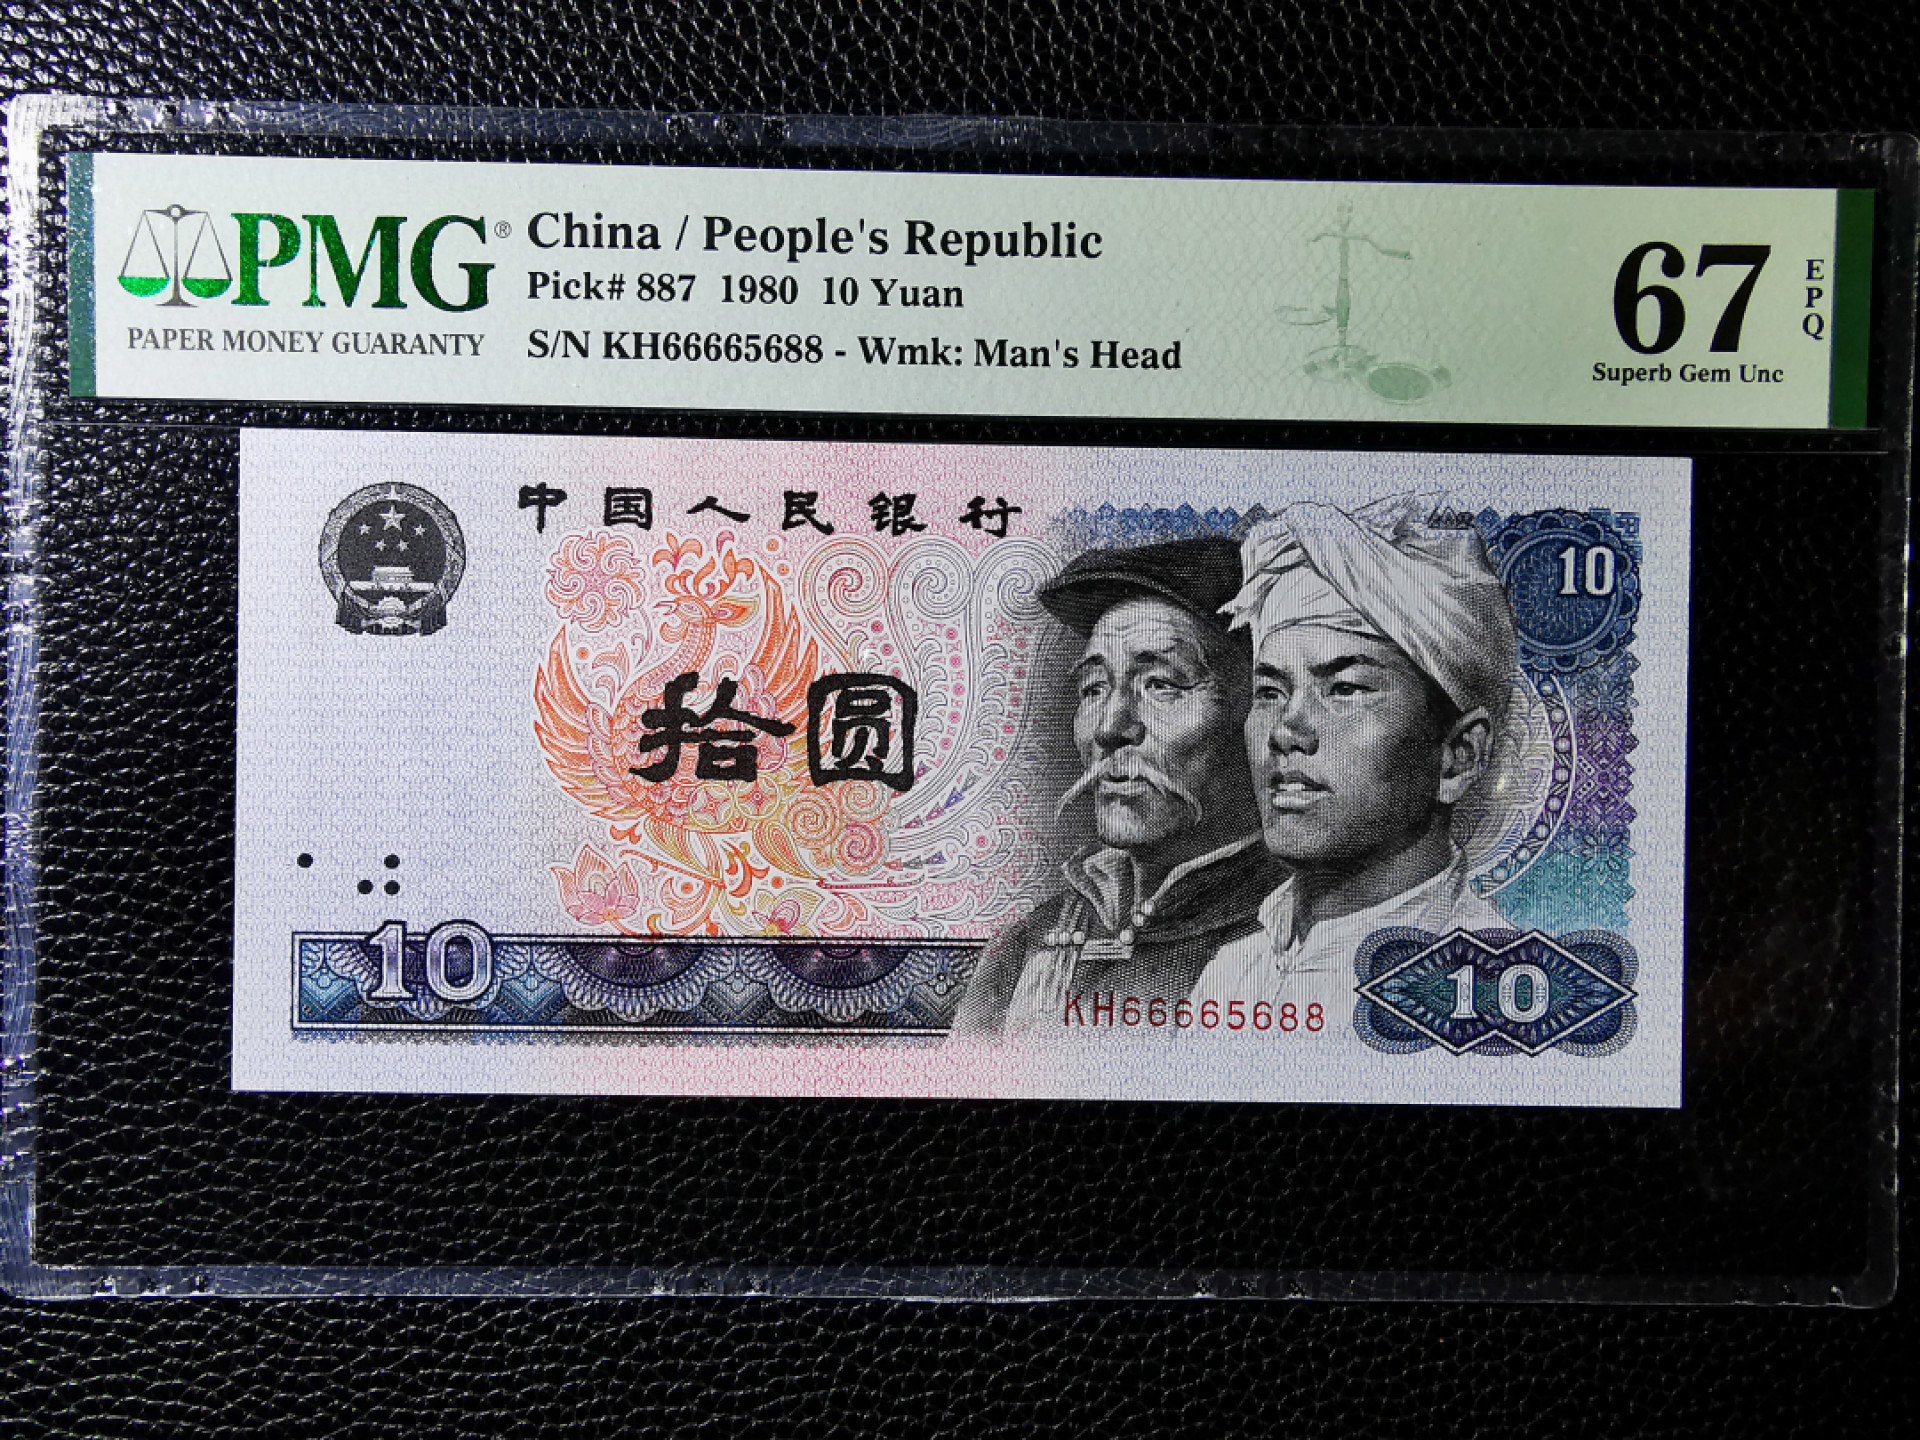 PMG®
PAPER MONEY GUARANTY
China / People's Republic
Pick# 887 1980 10 Yuan
S/N KH66665688 - Wmk: Man's Head
67
EPQ
Superb Gem Unc
中国人民银行
10
拾圆
10
KH66665688
10